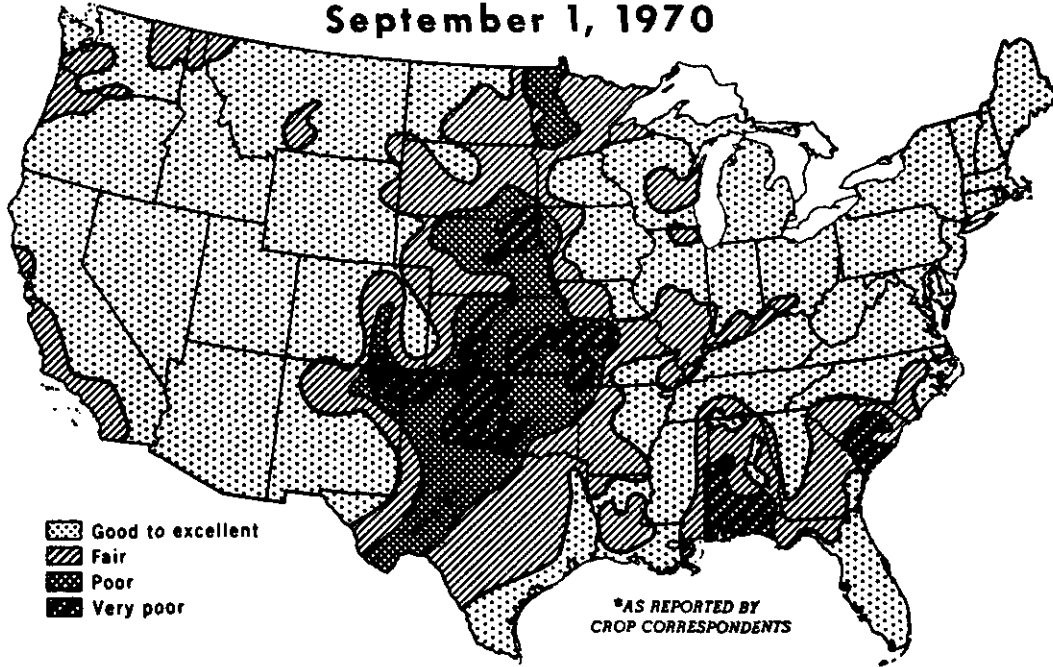 September 1, 1970
Good to excellent
Fair
Poor
Very poor
*AS REPORTED BY
CROP CORRESPONDENTS